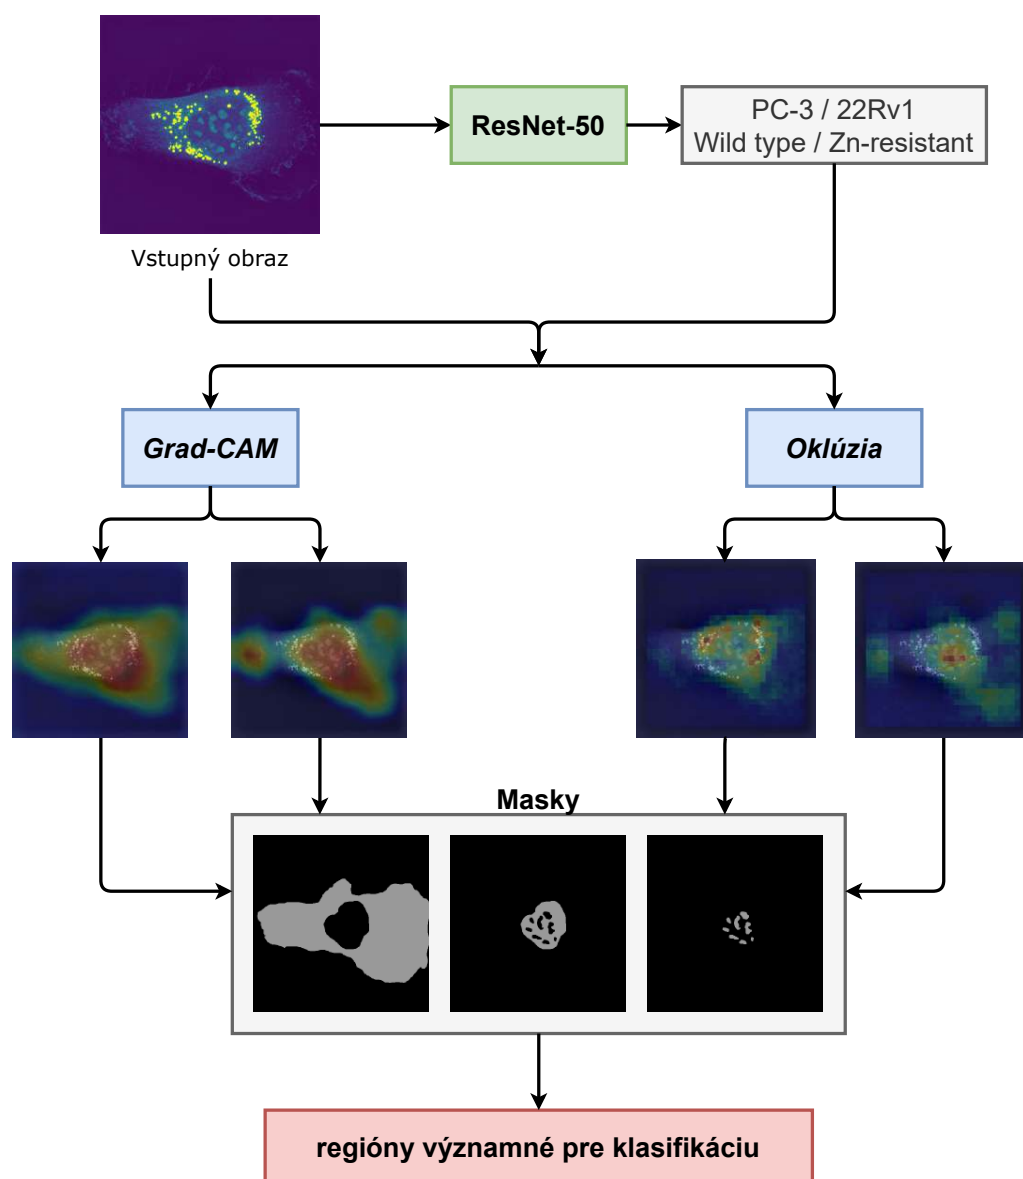 ResNet-50
PC-3 / 22Rv1
Wild type / Zn-resistant
Vstupný obraz
Grad-CAM
Oklúzia
Masky
regióny významné pre klasifikáciu